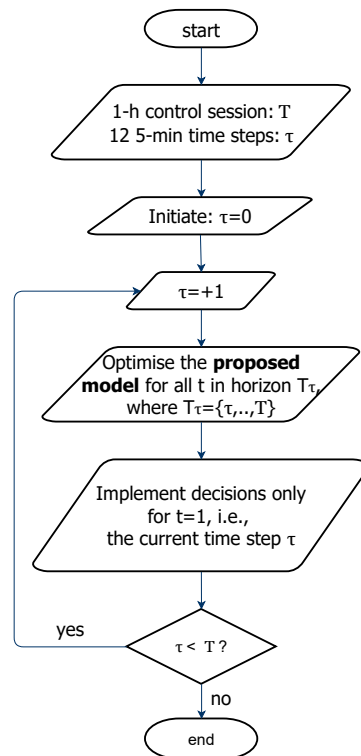 start
1-h control session: T
12 5-min time steps: τ
Initiate: τ=0
τ=+1
Optimise the proposed
model for all t in horizon Tτ,
where Tτ={τ,..,T}
Implement decisions only
for t=1, i.e.,
the current time step τ
yes
τ < T ?
no
end